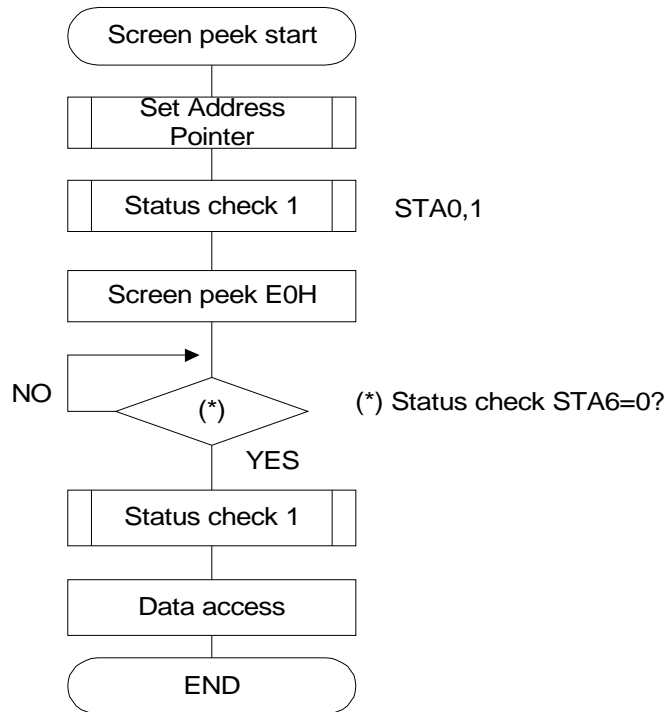 Screen peek start
Set Address
Pointer
Status check 1
STA0,1
Screen peek E0H
NO
(*)
(*) Status check STA6=0?
YES
Status check 1
Data access
END